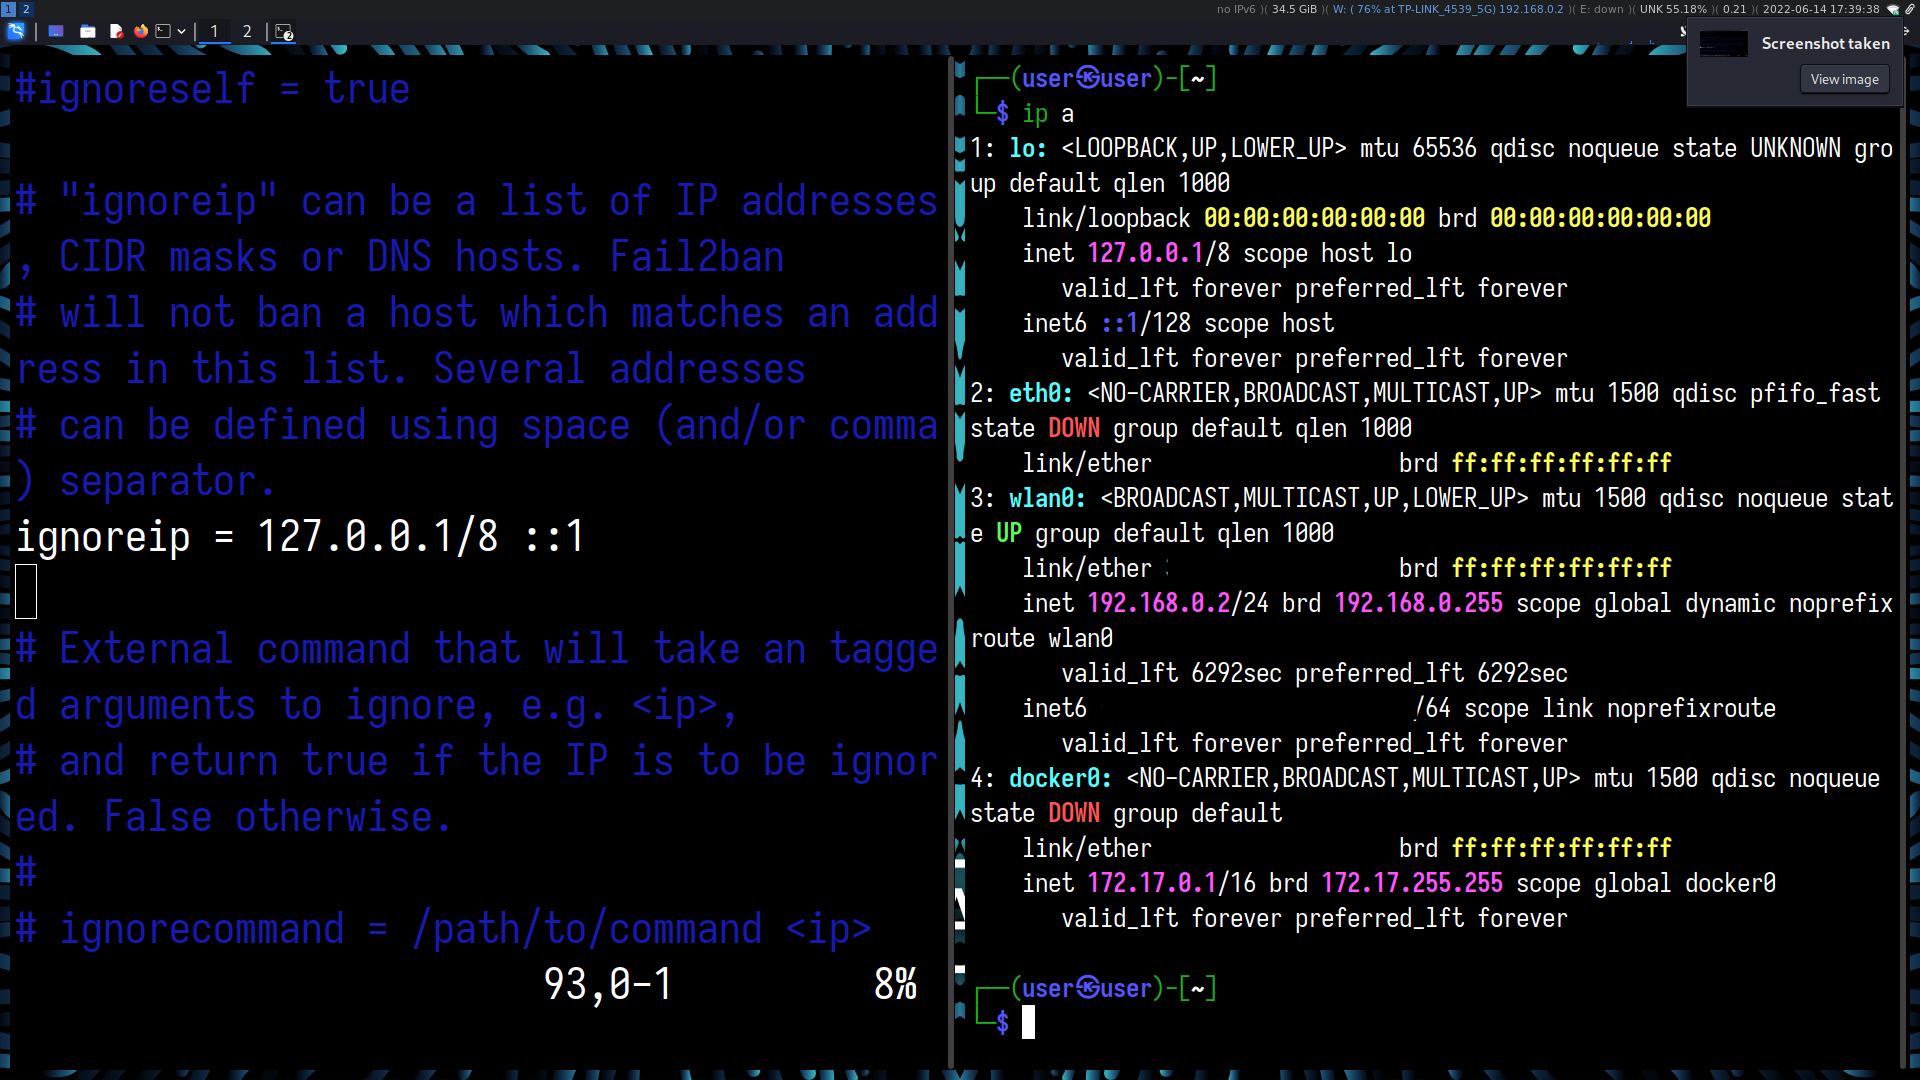 1 2
no IPv6 )( 34.5 GiB )( W: ( 76% at TP-LINK_4539_5G) 192.168.0.2 )( E: down )( UNK 55.18% )( 0.21 )( 2022-06-14 17:39:38
1 2 2
Screenshot taken
View image
#ignoreself = true
# "ignoreip" can be a list of IP addresses
, CIDR masks or DNS hosts. Fail2ban
# will not ban a host which matches an add
ress in this list. Several addresses
# can be defined using space (and/or comma
) separator.
ignoreip = 127.0.0.1/8 ::1
# External command that will take an tagge
d arguments to ignore, e.g. <ip>,
# and return true if the IP is to be ignor
ed. False otherwise.
#
# ignorecommand = /path/to/command <ip>
93,0-1 8%
┌──(user㉿user)-[~]
└─$ ip a
1: lo: <LOOPBACK,UP,LOWER_UP> mtu 65536 qdisc noqueue state UNKNOWN gro
up default qlen 1000
link/loopback 00:00:00:00:00:00 brd 00:00:00:00:00:00
inet 127.0.0.1/8 scope host lo
valid_lft forever preferred_lft forever
inet6 ::1/128 scope host
valid_lft forever preferred_lft forever
2: eth0: <NO-CARRIER,BROADCAST,MULTICAST,UP> mtu 1500 qdisc pfifo_fast
state DOWN group default qlen 1000
link/ether brd ff:ff:ff:ff:ff:ff
3: wlan0: <BROADCAST,MULTICAST,UP,LOWER_UP> mtu 1500 qdisc noqueue stat
e UP group default qlen 1000
link/ether brd ff:ff:ff:ff:ff:ff
inet 192.168.0.2/24 brd 192.168.0.255 scope global dynamic noprefix
route wlan0
valid_lft 6292sec preferred_lft 6292sec
inet6 /64 scope link noprefixroute
valid_lft forever preferred_lft forever
4: docker0: <NO-CARRIER,BROADCAST,MULTICAST,UP> mtu 1500 qdisc noqueue
state DOWN group default
link/ether brd ff:ff:ff:ff:ff:ff
inet 172.17.0.1/16 brd 172.17.255.255 scope global docker0
valid_lft forever preferred_lft forever
┌──(user㉿user)-[~]
└─$